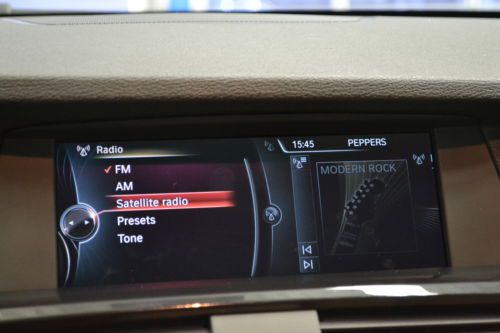 Radio
15:45 PEPPERS
FM
AM
Satellite radio
Presets
Tone
MODERN ROCK